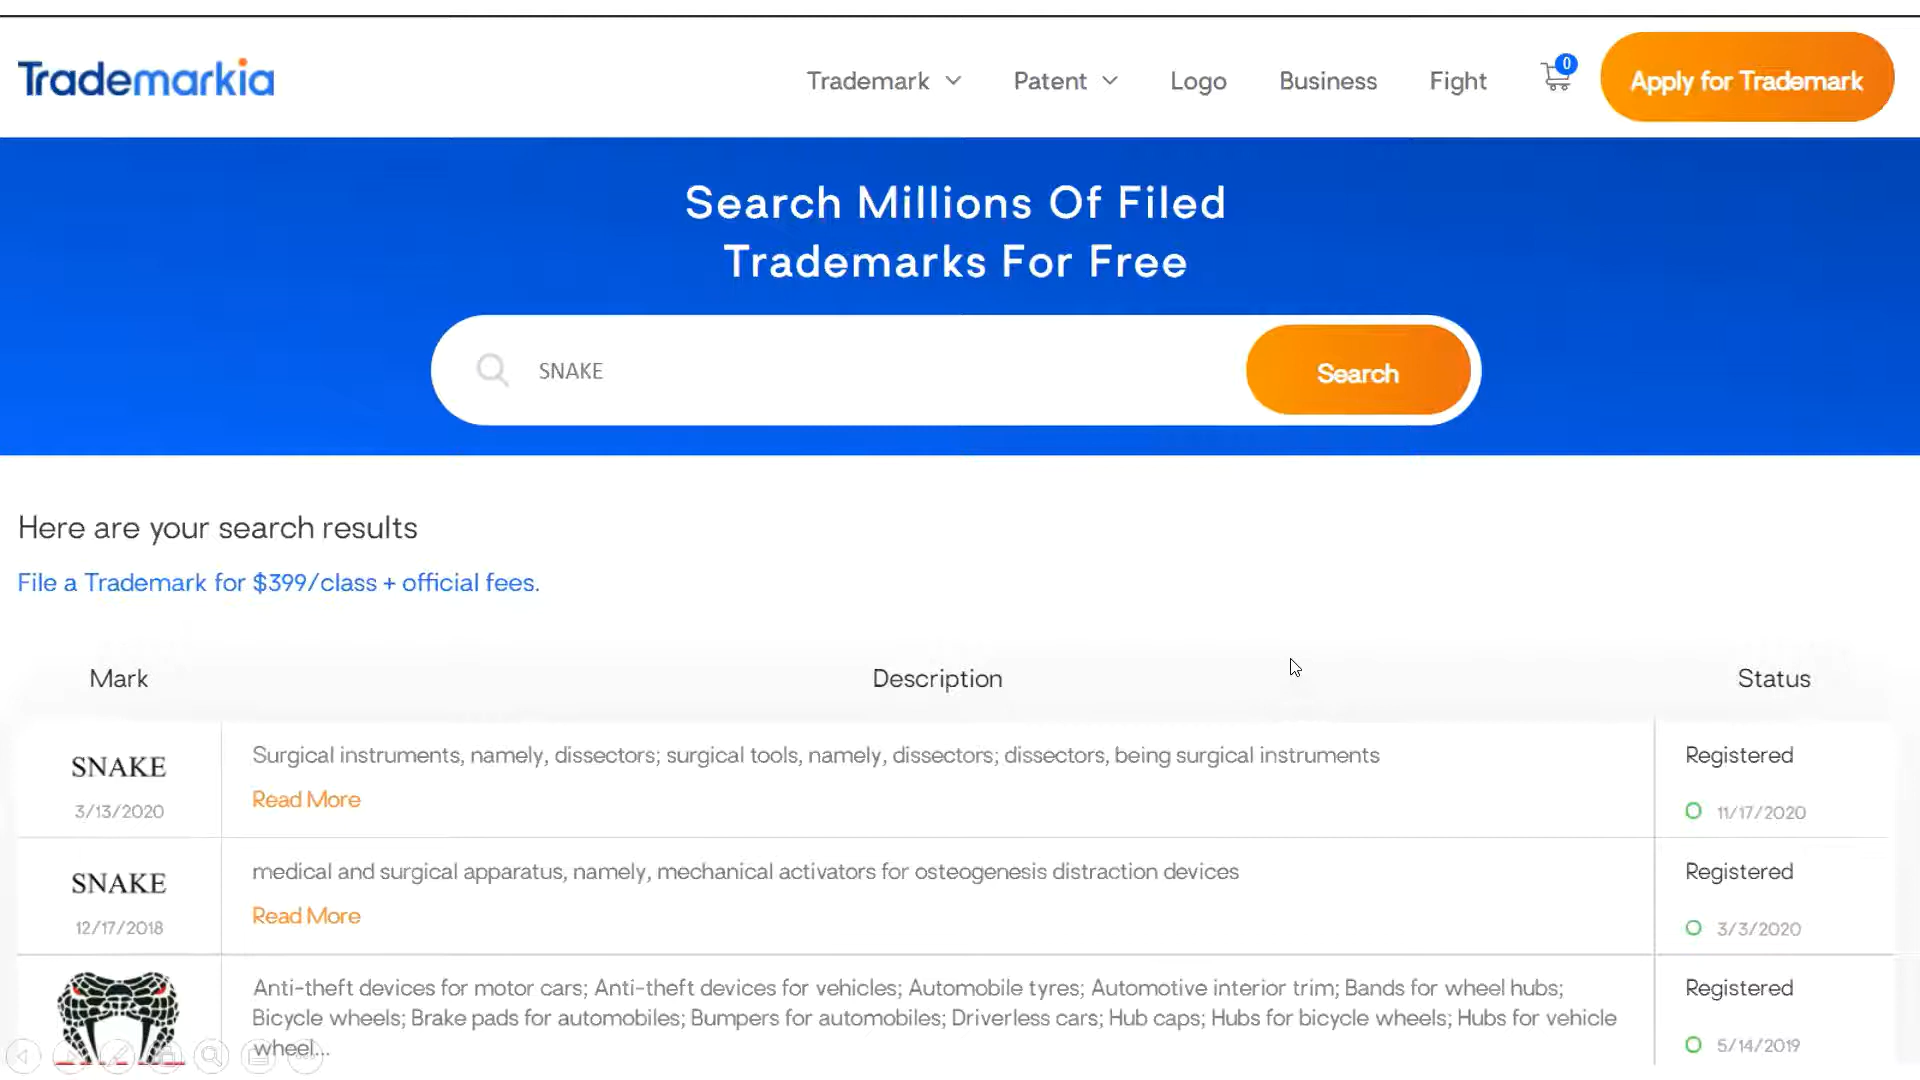 Trademarkia
Trademark
Patent
Logo
Business
Fight
0
Apply for Trademark
Search Millions Of Filed
Trademarks For Free
SNAKE
Search
Here are your search results
File a Trademark for $399/class + official fees.
Mark
Description
Status
SNAKE
3/13/2020
Surgical instruments, namely, dissectors; surgical tools, namely, dissectors; dissectors, being surgical instruments
Read More
Registered
11/17/2020
SNAKE
12/17/2018
medical and surgical apparatus, namely, mechanical activators for osteogenesis distraction devices
Read More
Registered
3/3/2020
Anti-theft devices for motor cars; Anti-theft devices for vehicles; Automobile tyres; Automotive interior trim; Bands for wheel hubs;
Bicycle wheels; Brake pads for automobiles; Bumpers for automobiles; Driverless cars; Hub caps; Hubs for bicycle wheels; Hubs for vehicle
wheel...
Registered
5/14/2019